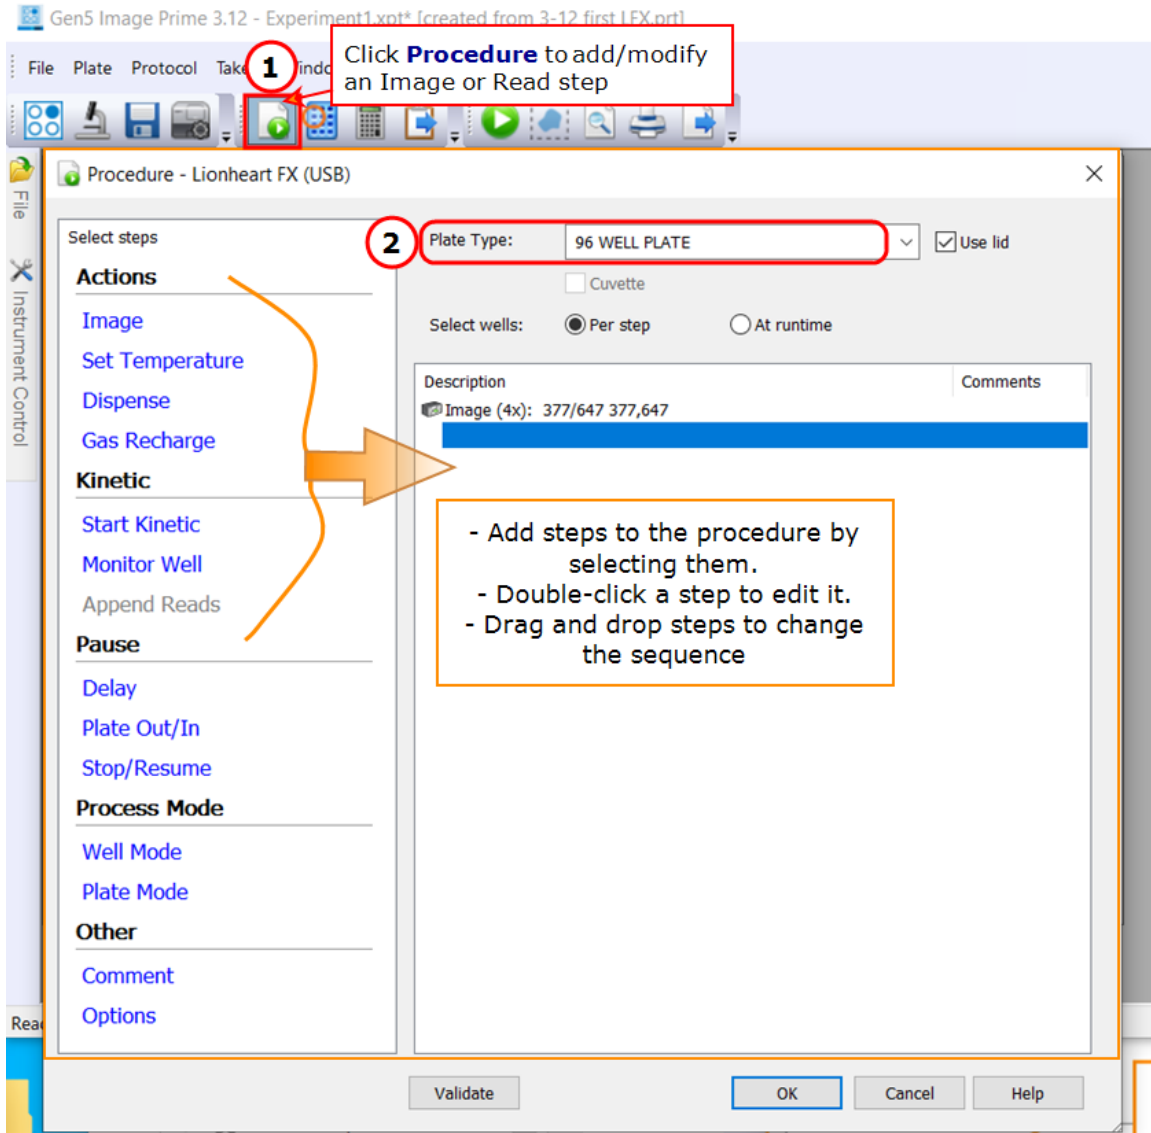 Gen5 Image Prime 3.12 - Experiment1.xpt* [created from 3-12 first LFX.prt]
1
Click Procedure to add/modify
an Image or Read step
File Plate Protocol
File
Instrument Control
Procedure - Lionheart FX (USB)
Select steps
Actions
Image
Set Temperature
Dispense
Gas Recharge
Kinetic
Start Kinetic
Monitor Well
Append Reads
Pause
Delay
Plate Out/In
Stop/Resume
Process Mode
Well Mode
Plate Mode
Other
Comment
Options
2
Plate Type: 96 WELL PLATE Use lid
Cuvette
Select wells: Per step At runtime
Description Comments
Image (4x): 377/647 377,647
- Add steps to the procedure by
selecting them.
- Double-click a step to edit it.
- Drag and drop steps to change
the sequence
Validate OK Cancel Help